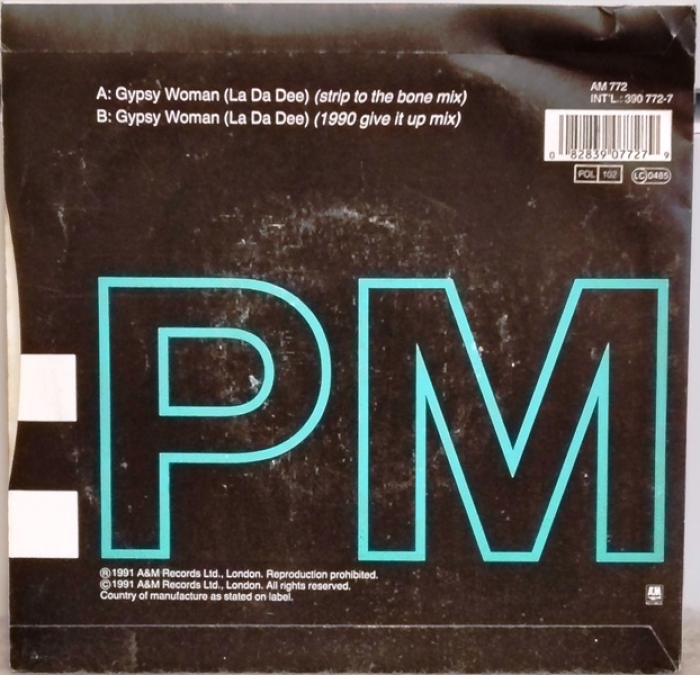 A: Gypsy Woman (La Da Dee) (strip to the bone mix)
B: Gypsy Woman (La Da Dee) (1990 give it up mix)
AM 772
INT'L.: 390 772-7
0 82839 07727 9
POL 102 LC 0485
PM
℗ 1991 A&M Records Ltd., London. Reproduction prohibited.
© 1991 A&M Records Ltd., London. All rights reserved.
Country of manufacture as stated on label.
A&M